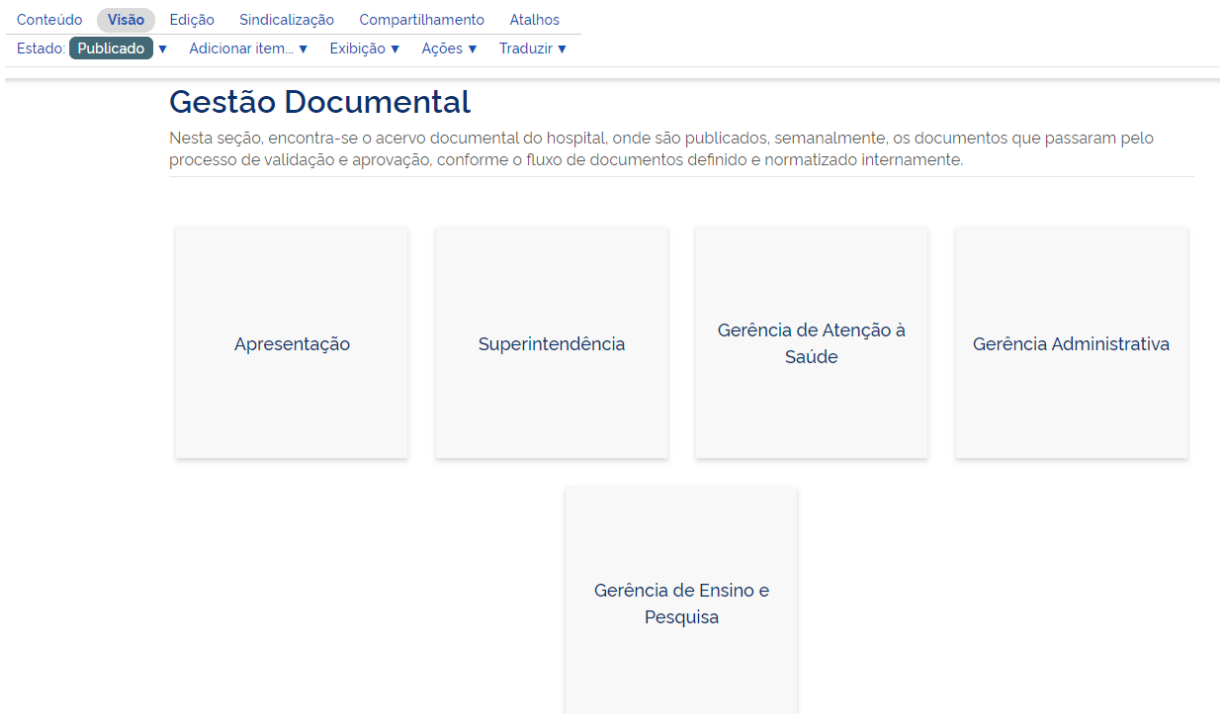 Conteúdo Visão Edição Sindicalização Compartilhamento Atalhos
Estado: Publicado ▼ Adicionar item... ▼ Exibição ▼ Ações ▼ Traduzir ▼
Gestão Documental
Nesta seção, encontra-se o acervo documental do hospital, onde são publicados, semanalmente, os documentos que passaram pelo
processo de validação e aprovação, conforme o fluxo de documentos definido e normatizado internamente.
Apresentação
Superintendência
Gerência de Atenção à
Saúde
Gerência Administrativa
Gerência de Ensino e
Pesquisa